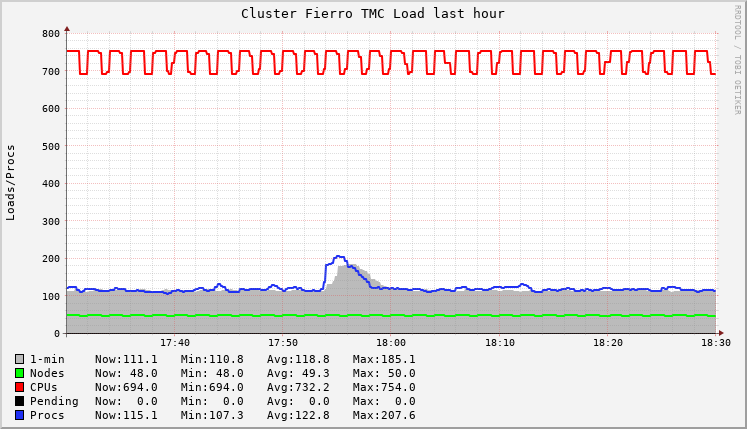 Cluster Fierro TMC Load last hour
RRDTOOL / TOBI OETIKER
Loads/Procs
800
700
600
500
400
300
200
100
0
17:40 17:50 18:00 18:10 18:20 18:30
1-min Now:111.1 Min:110.8 Avg:118.8 Max:185.1
Nodes Now: 48.0 Min: 48.0 Avg: 49.3 Max: 50.0
CPUs Now:694.0 Min:694.0 Avg:732.2 Max:754.0
Pending Now: 0.0 Min: 0.0 Avg: 0.0 Max: 0.0
Procs Now:115.1 Min:107.3 Avg:122.8 Max:207.6